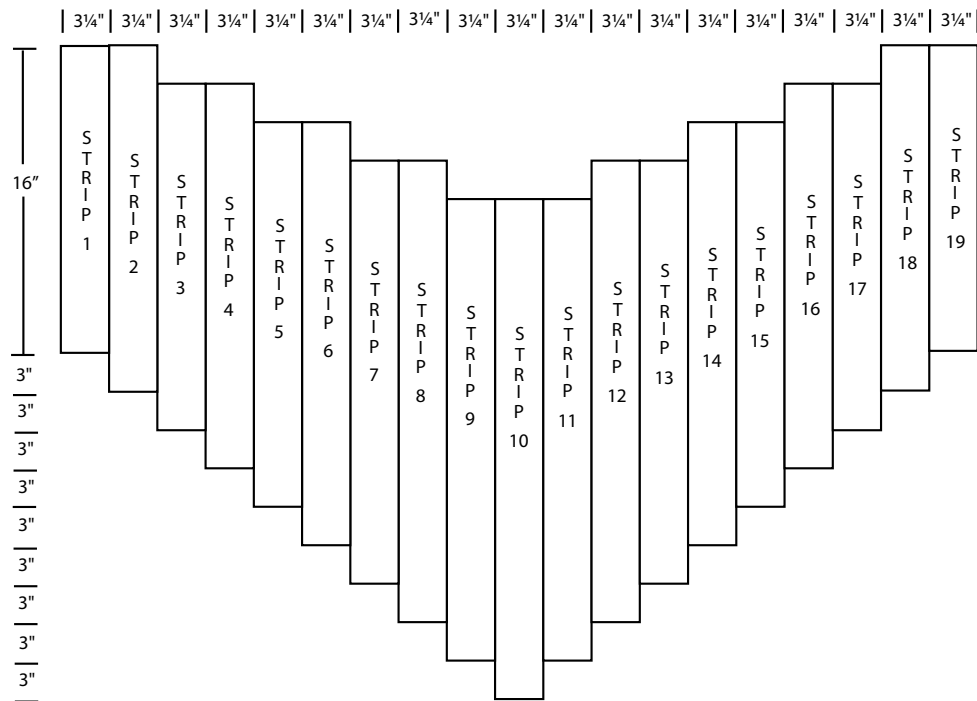 3¼" 3¼" 3¼" 3¼" 3¼" 3¼" 3¼" 3¼" 3¼" 3¼" 3¼" 3¼" 3¼" 3¼" 3¼" 3¼" 3¼" 3¼" 3¼"
16”
3"
3"
3"
3"
3"
3"
3"
3"
3"
STRIP 1
STRIP 2
STRIP 3
STRIP 4
STRIP 5
STRIP 6
STRIP 7
STRIP 8
STRIP 9
STRIP 10
STRIP 11
STRIP 12
STRIP 13
STRIP 14
STRIP 15
STRIP 16
STRIP 17
STRIP 18
STRIP 19